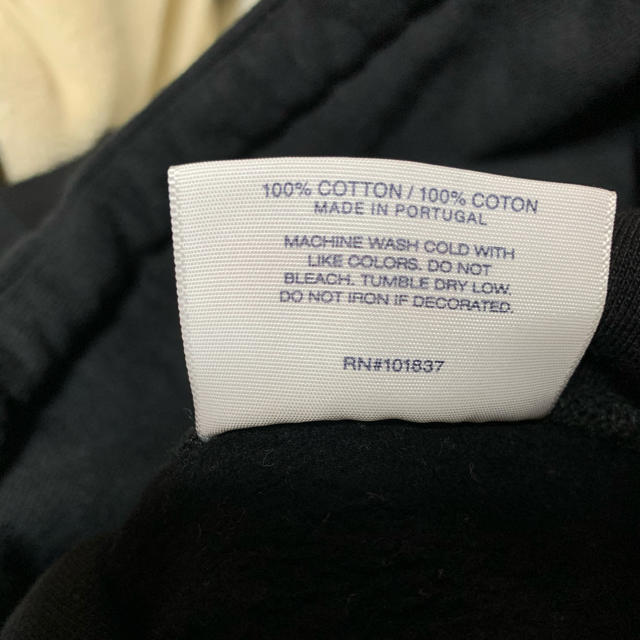 100% COTTON / 100% COTON
MADE IN PORTUGAL
MACHINE WASH COLD WITH
LIKE COLORS. DO NOT
BLEACH. TUMBLE DRY LOW.
DO NOT IRON IF DECORATED.
RN#101837